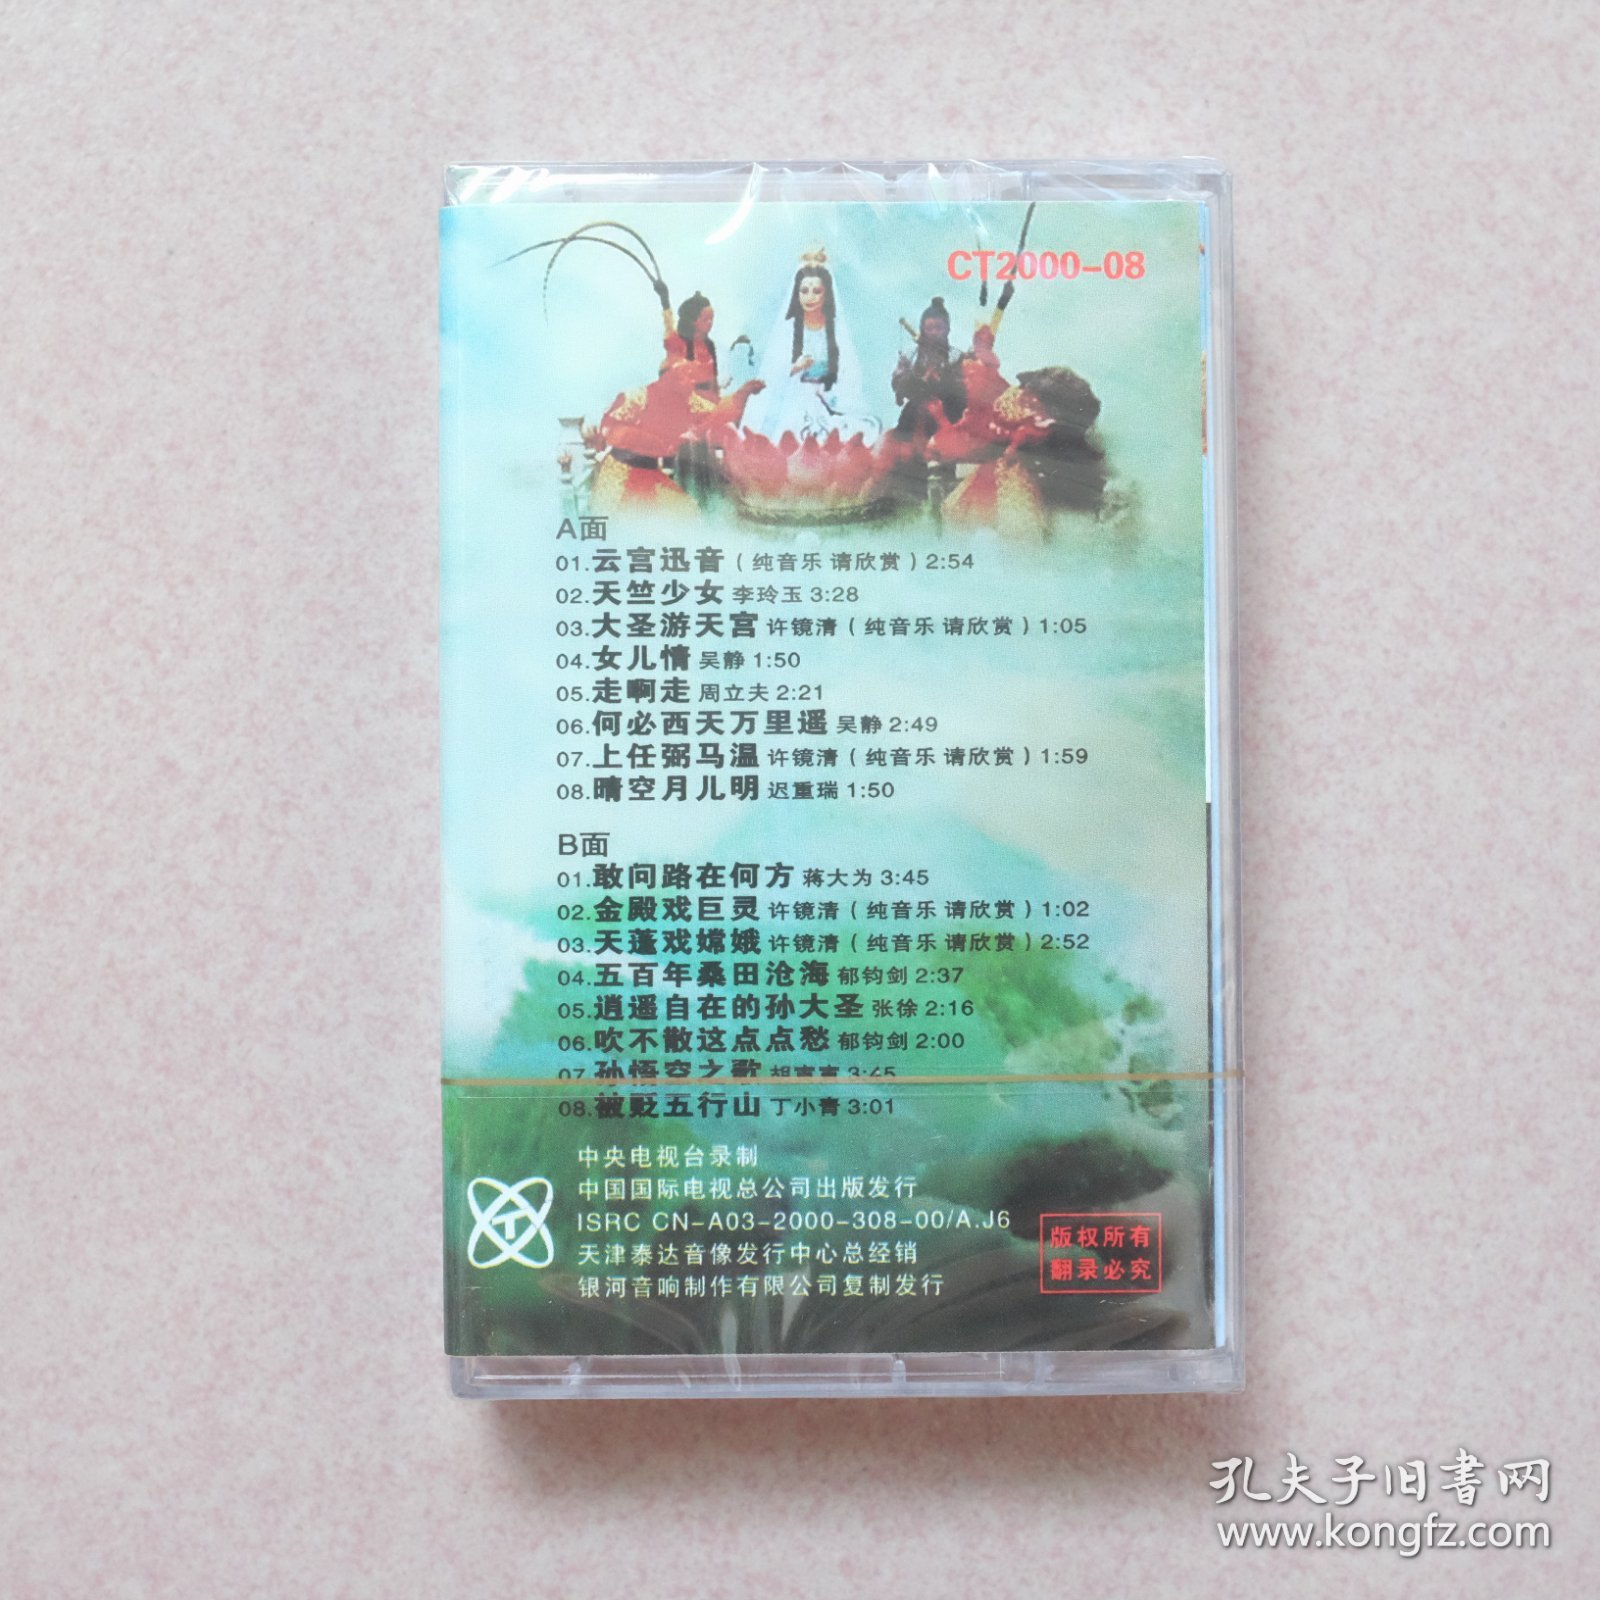 CT2000-08
A面
01.云宫迅音（纯音乐 请欣赏）2:54
02.天竺少女 李玲玉 3:28
03.大圣游天宫 许镜清（纯音乐 请欣赏）1:05
04.女儿情 吴静 1:50
05.走啊走 周立夫 2:21
06.何必西天万里遥 吴静 2:49
07.上任弼马温 许镜清（纯音乐 请欣赏）1:59
08.晴空月儿明 迟重瑞 1:50
B面
01.敢问路在何方 蒋大为 3:45
02.金殿戏巨灵 许镜清（纯音乐 请欣赏）1:02
03.天蓬戏嫦娥 许镜清（纯音乐 请欣赏）2:52
04.五百年桑田沧海 郁钧剑 2:37
05.逍遥自在的孙大圣 张徐 2:16
06.吹不散这点点愁 郁钧剑 2:00
07.孙悟空之歌 3:45
08.被贬五行山 丁小青 3:01
中央电视台录制
中国国际电视总公司出版发行
ISRC CN-A03-2000-308-00/A.J6
天津泰达音像发行中心总经销
银河音响制作有限公司复制发行
版权所有
翻录必究
孔夫子旧书网
www.kongfz.com